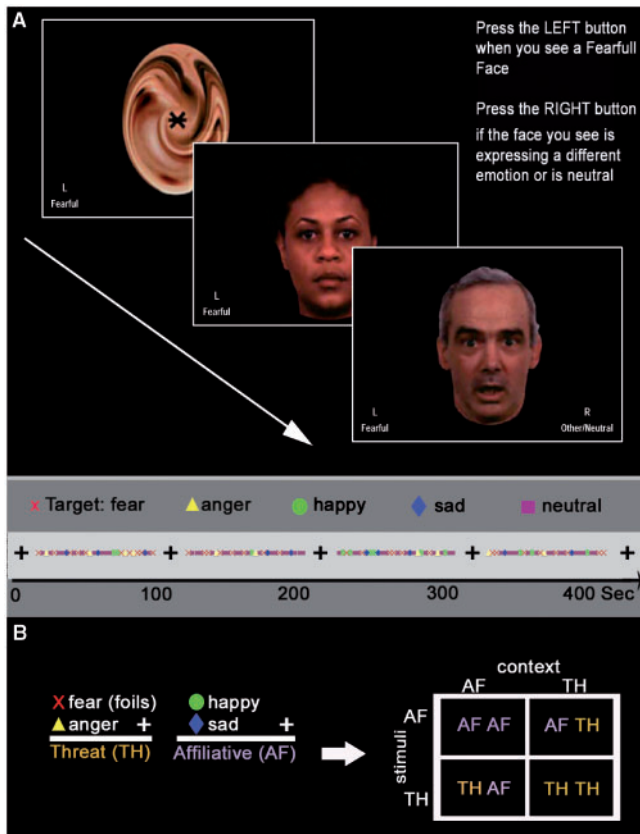 A
Press the LEFT button
when you see a Fearfull
Face
Press the RIGHT button
if the face you see is
expressing a different
emotion or is neutral
L
Fearful
L
Fearful
L
Fearful
R
Other/Neutral
x Target: fear
anger
happy
sad
neutral
+ + + + +
0 100 200 300 400 Sec
B
X fear (foils)
anger +
Threat (TH)
happy
sad +
Affiliative (AF)
context
AF TH
stimuli
AF
AF AF
AF TH
TH
TH AF
TH TH